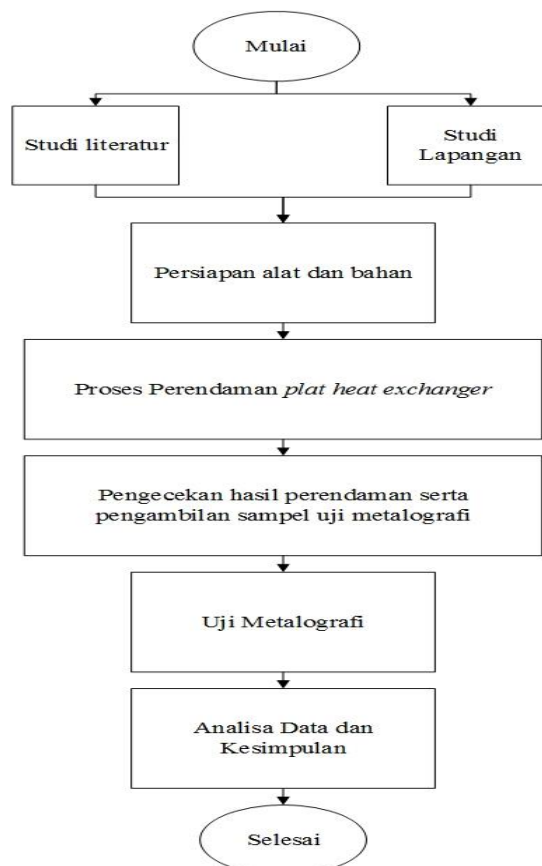 Mulai
Studi literatur
Studi
Lapangan
Persiapan alat dan bahan
Proses Perendaman plat heat exchanger
Pengecekan hasil perendaman serta
pengambilan sampel uji metalografi
Uji Metalografi
Analisa Data dan
Kesimpulan
Selesai